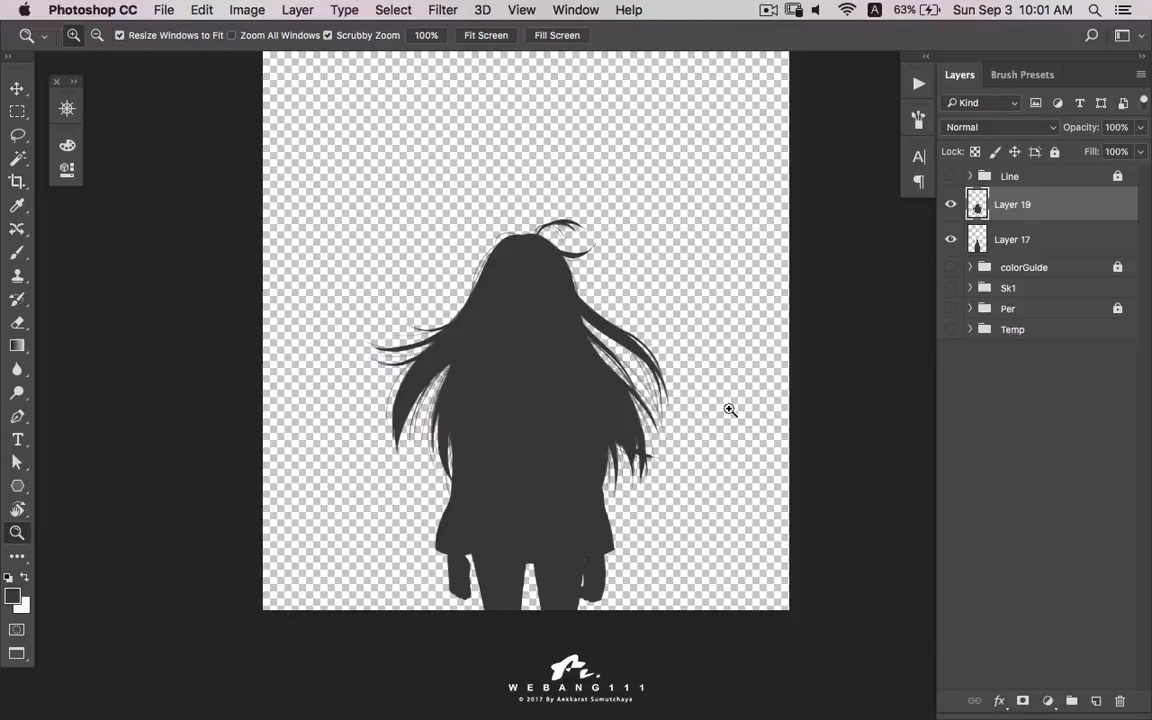 Photoshop CC File Edit Image Layer Type Select Filter 3D View Window Help A 63% Sun Sep 3 10:01 AM
Resize Windows to Fit Zoom All Windows Scrubby Zoom 100% Fit Screen Fill Screen
Layers Brush Presets
Kind
Normal Opacity: 100%
Lock: Fill: 100%
Line
Layer 19
Layer 17
colorGuide
Sk1
Per
Temp
WEBANG111
© 2017 By Aekkarat Sumutchaya